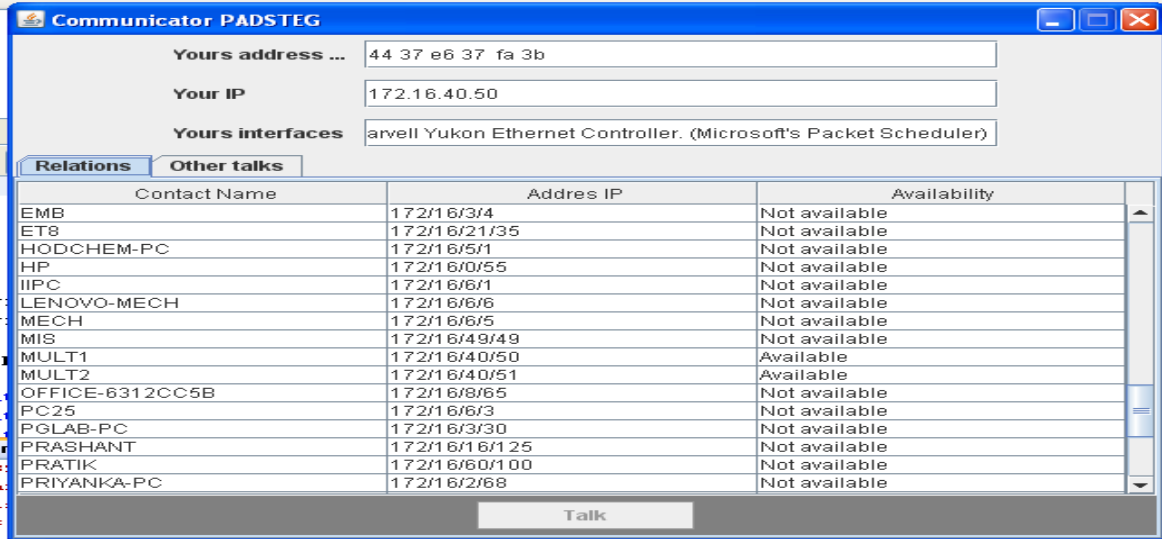 Communicator PADSTEG
Yours address ... 44 37 e6 37 fa 3b
Your IP 172.16.40.50
Yours interfaces arvell Yukon Ethernet Controller. (Microsoft's Packet Scheduler)
Relations Other talks
Contact Name Addres IP Availability
EMB 172/16/3/4 Not available
ET8 172/16/21/35 Not available
HODCHEM-PC 172/16/5/1 Not available
HP 172/16/0/55 Not available
IIPC 172/16/6/1 Not available
LENOVO-MECH 172/16/6/6 Not available
MECH 172/16/6/5 Not available
MIS 172/16/49/49 Not available
MULT1 172/16/40/50 Available
MULT2 172/16/40/51 Available
OFFICE-6312CC5B 172/16/8/65 Not available
PC25 172/16/6/3 Not available
PGLAB-PC 172/16/3/30 Not available
PRASHANT 172/16/16/125 Not available
PRATIK 172/16/60/100 Not available
PRIYANKA-PC 172/16/2/68 Not available
Talk